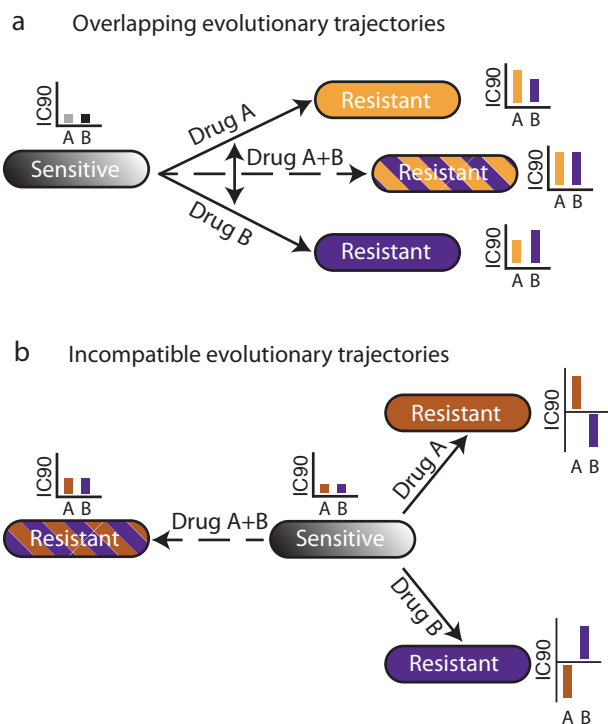 a Overlapping evolutionary trajectories
IC90
A B
Sensitive
Drug A
Drug A+B
Drug B
Resistant
IC90
A B
Resistant
IC90
A B
Resistant
IC90
A B
b Incompatible evolutionary trajectories
Resistant
IC90
A B
Drug A
IC90
A B
Resistant
Drug A+B
IC90
A B
Sensitive
Drug B
Resistant
IC90
A B